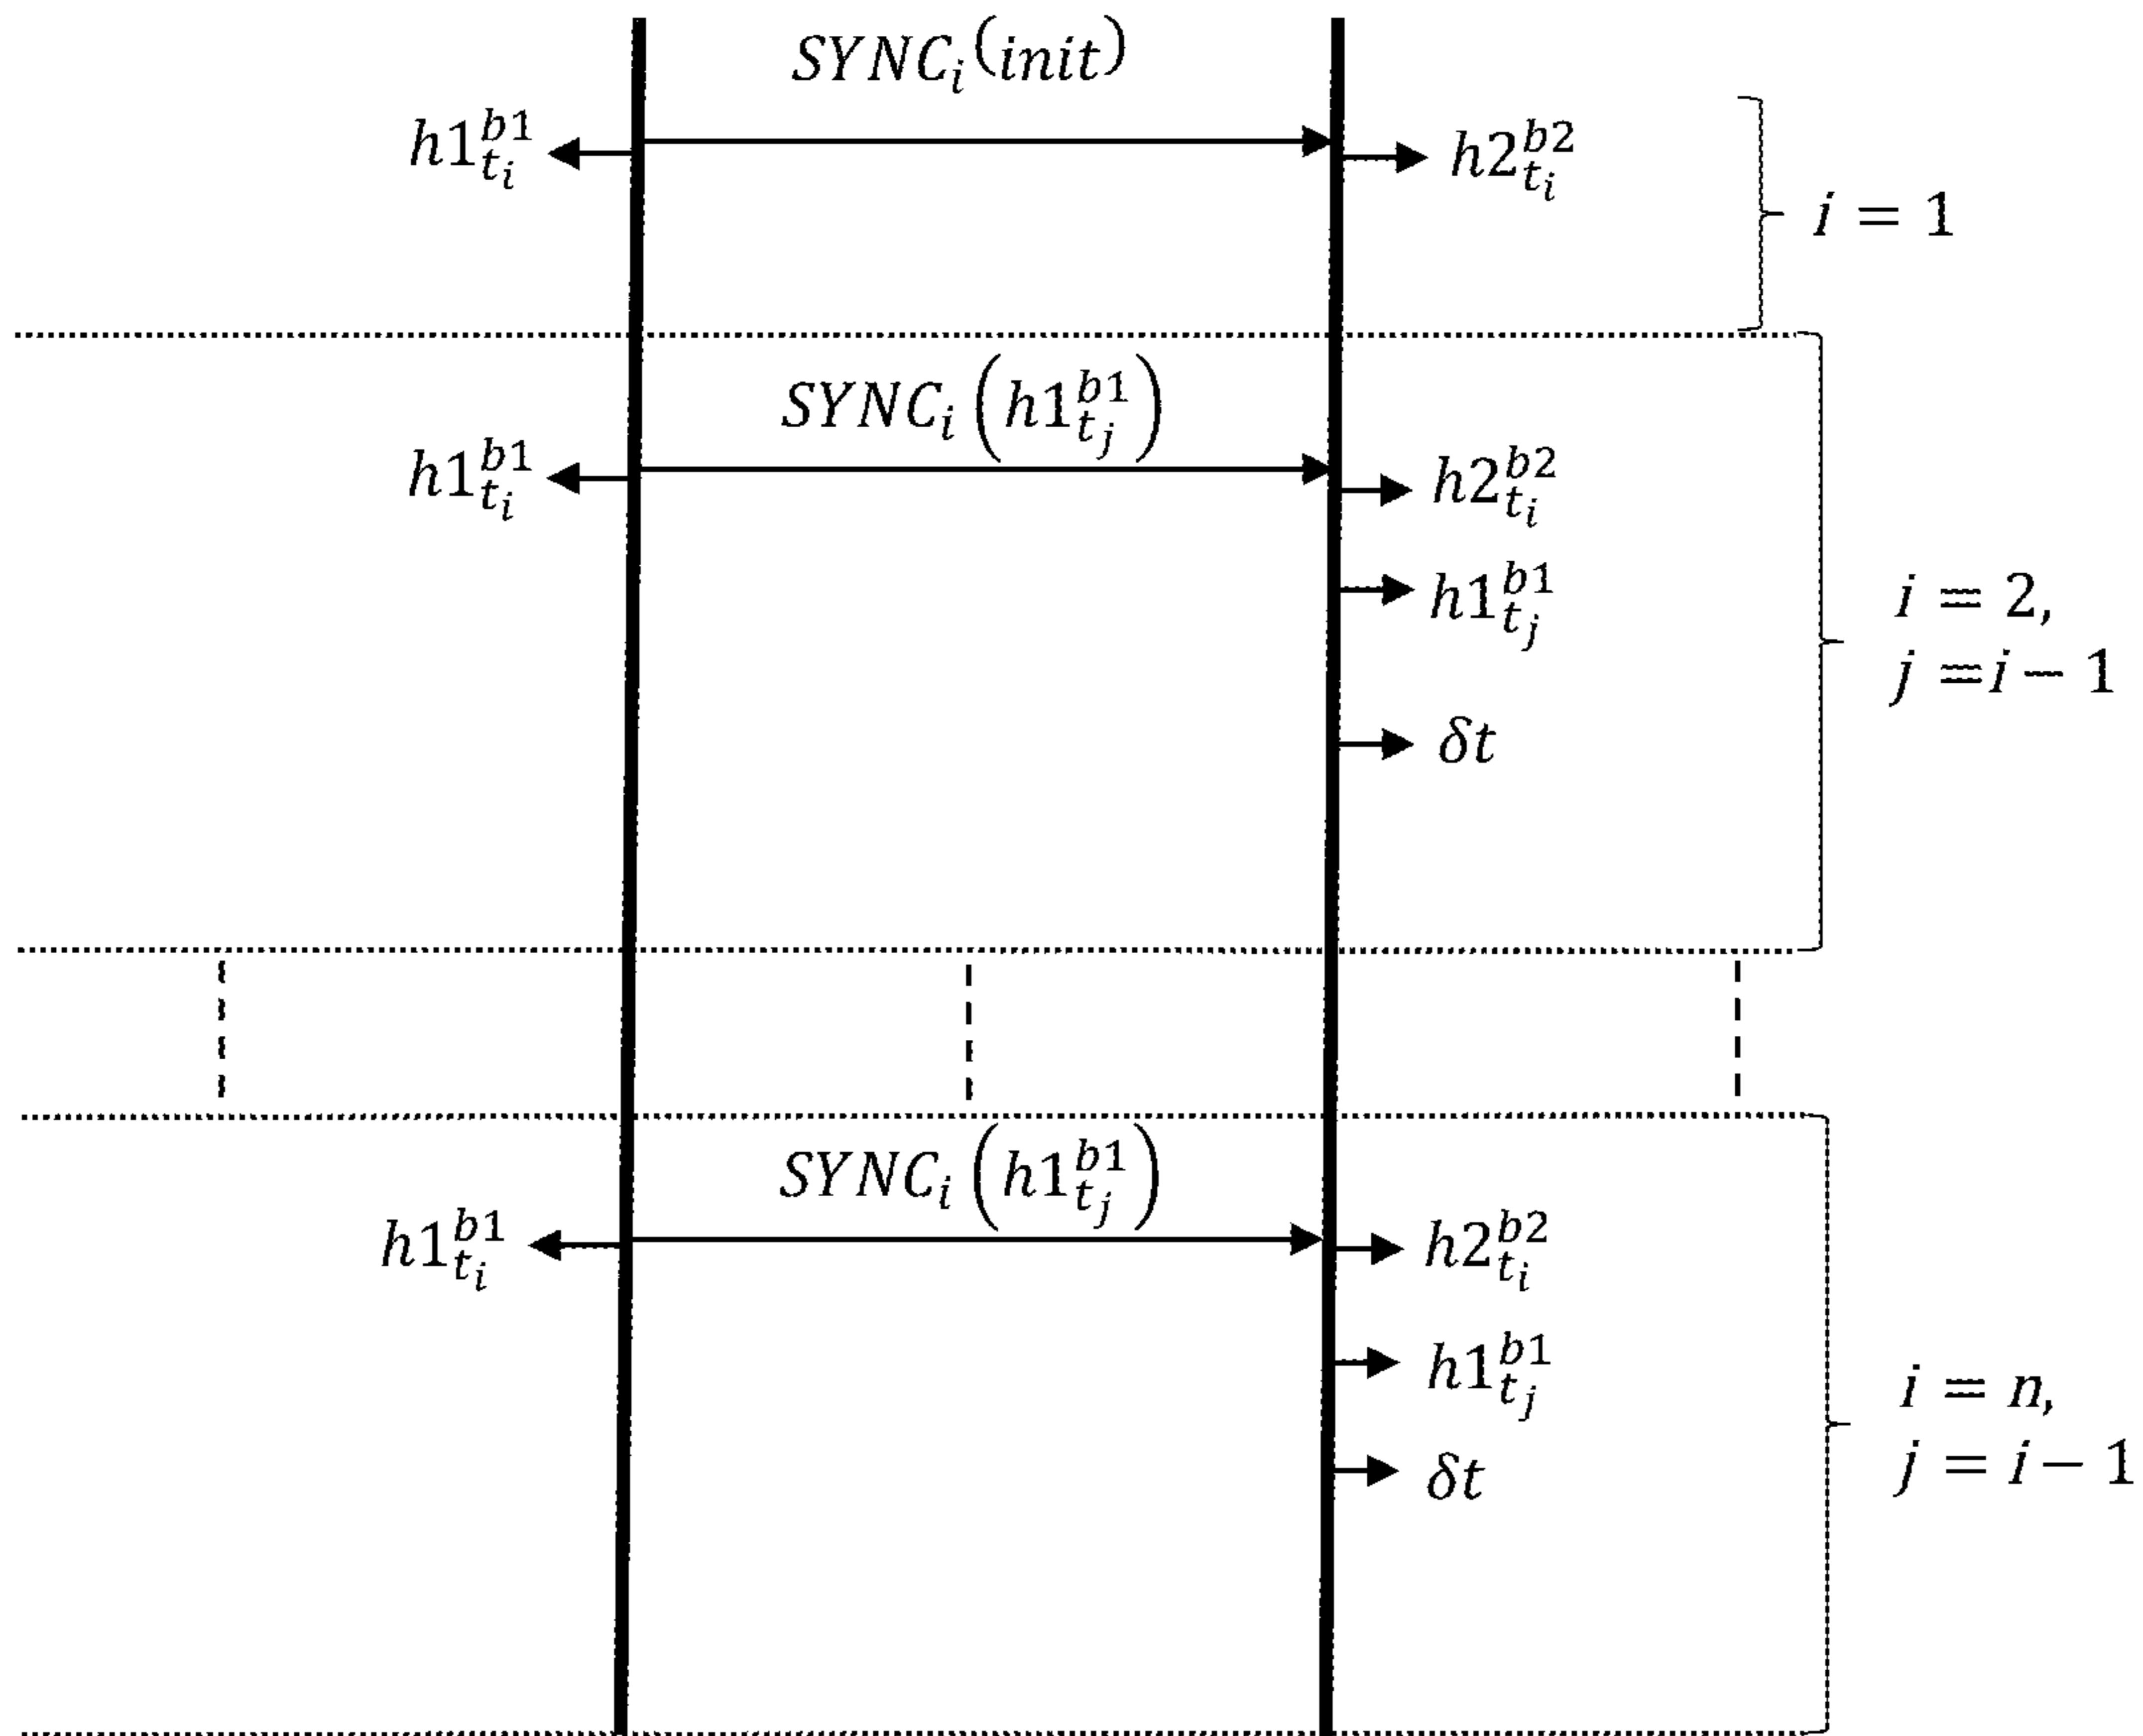 SYNC_i(init)
h1^{b1}_{t_i}
h2^{b2}_{t_i}
i = 1
SYNC_i(h1^{b1}_{t_j})
h1^{b1}_{t_i}
h2^{b2}_{t_i}
h1^{b1}_{t_j}
i = 2,
j = i − 1
δt
SYNC_i(h1^{b1}_{t_j})
h1^{b1}_{t_i}
h2^{b2}_{t_i}
h1^{b1}_{t_j}
i = n,
j = i − 1
δt